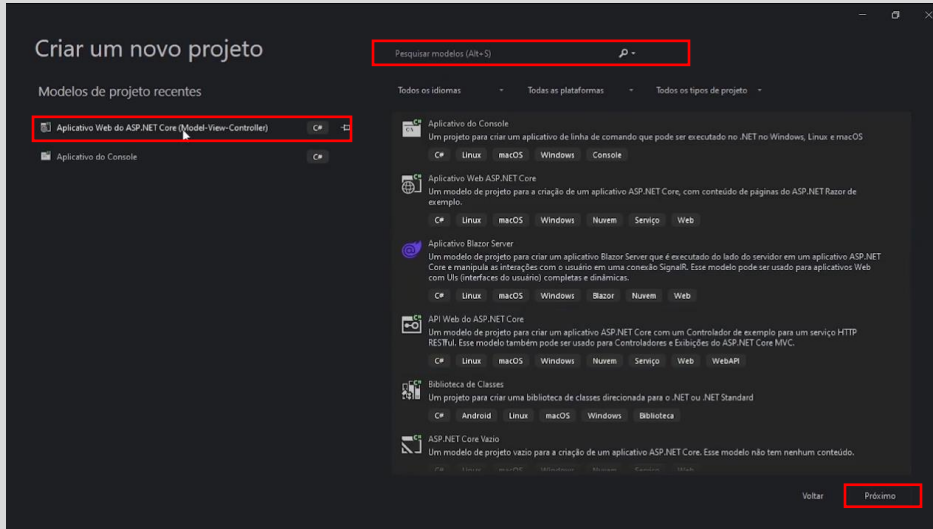 Criar um novo projeto
Pesquisar modelos (Alt+S)
Modelos de projeto recentes
Aplicativo Web do ASP.NET Core (Model-View-Controller) C#
Aplicativo do Console C#
Todos os idiomas Todas as plataformas Todos os tipos de projeto
Aplicativo do Console
Um projeto para criar um aplicativo de linha de comando que pode ser executado no .NET no Windows, Linux e macOS
C# Linux macOS Windows Console
Aplicativo Web ASP.NET Core
Um modelo de projeto para a criação de um aplicativo ASP.NET Core, com conteúdo de páginas do ASP.NET Razor de
exemplo.
C# Linux macOS Windows Nuvem Serviço Web
Aplicativo Blazor Server
Um modelo de projeto para criar um aplicativo Blazor Server que é executado do lado do servidor em um aplicativo ASP.NET
Core e manipula as interações com o usuário em uma conexão SignalR. Esse modelo pode ser usado para aplicativos Web
com UIs (interfaces do usuário) completas e dinâmicas.
C# Linux macOS Windows Blazor Nuvem Web
API Web do ASP.NET Core
Um modelo de projeto para criar um aplicativo ASP.NET Core com um Controlador de exemplo para um serviço HTTP
RESTful. Esse modelo também pode ser usado para Controladores e Exibições do ASP.NET Core MVC.
C# Linux macOS Windows Nuvem Serviço Web WebAPI
Biblioteca de Classes
Um projeto para criar uma biblioteca de classes direcionada para o .NET ou .NET Standard
C# Android Linux macOS Windows Biblioteca
ASP.NET Core Vazio
Um modelo de projeto vazio para a criação de um aplicativo ASP.NET Core. Esse modelo não tem nenhum conteúdo.
C# Linux macOS Windows Nuvem Serviço Web
Voltar Próximo